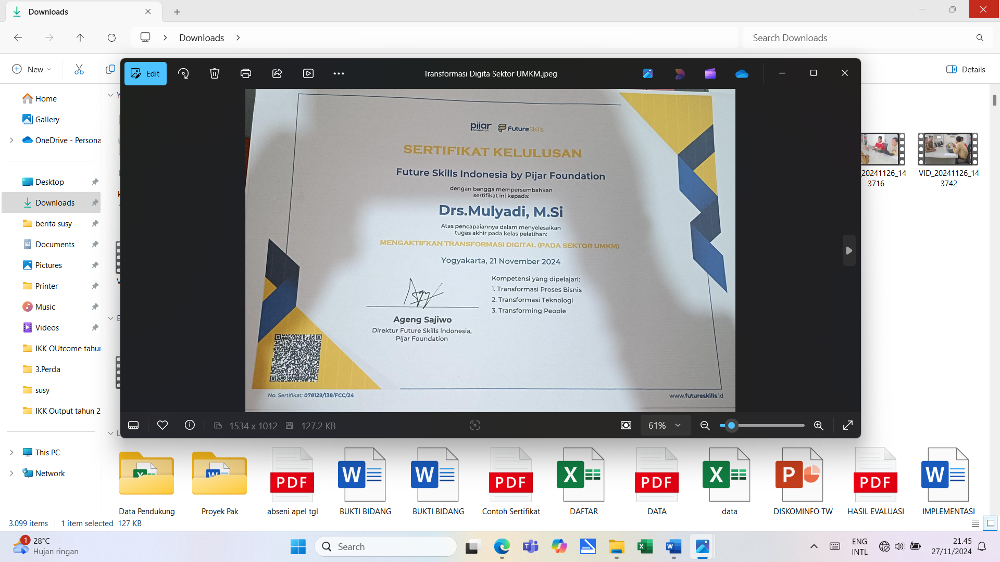 Downloads
Downloads
Search Downloads
New
Details
Edit
Transformasi Digita Sektor UMKM.jpeg
Home
Gallery
OneDrive - Persona
Desktop
Downloads
berita susy
Documents
Pictures
Printer
Music
Videos
IKK OUtcome tahun
3.Perda
susy
IKK Output tahun 2
This PC
Network
pijar
FOUNDATION
FutureSkills
SERTIFIKAT KELULUSAN
Future Skills Indonesia by Pijar Foundation
dengan bangga mempersembahkan
sertifikat ini kepada:
Drs.Mulyadi, M.Si
Atas pencapaiannya dalam menyelesaikan
tugas akhir pada kelas pelatihan:
MENGAKTIFKAN TRANSFORMASI DIGITAL (PADA SEKTOR UMKM)
Yogyakarta, 21 November 2024
Kompetensi yang dipelajari:
1. Transformasi Proses Bisnis
2. Transformasi Teknologi
3. Transforming People
Ageng Sajiwo
Direktur Future Skills Indonesia,
Pijar Foundation
No. Sertifikat: 078129/138/FCC/24
www.futureskills.id
_20241126_14
3716
VID_20241126_14
3742
1534 x 1012
127.2 KB
61%
Data Pendukung
Proyek Pak
PDF
abseni apel tgl
W
BUKTI BIDANG
W
BUKTI BIDANG
PDF
Contoh Sertifikat
X
DAFTAR
PDF
DATA
X
data
P
DISKOMINFO TW
PDF
HASIL EVALUASI
W
IMPLEMENTASI
3.099 items
1 item selected 127 KB
1
28°C
Hujan ringan
Search
ENG
INTL
21.45
27/11/2024